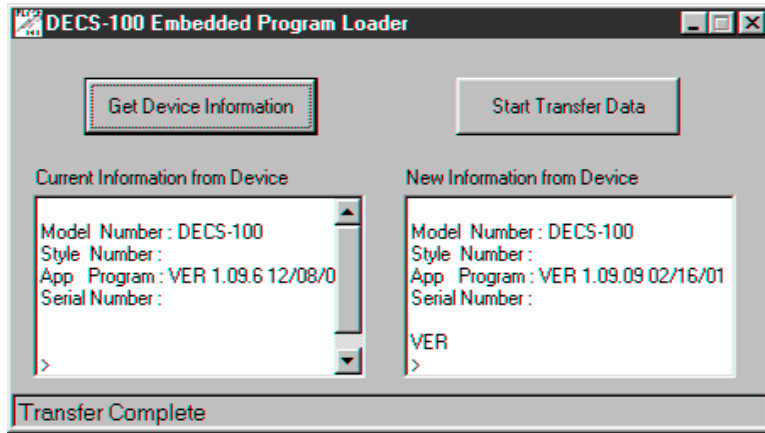 DECS-100 Embedded Program Loader
Get Device Information
Start Transfer Data
Current Information from Device
Model Number : DECS-100
Style Number :
App Program : VER 1.09.6 12/08/0
Serial Number :
>
New Information from Device
Model Number : DECS-100
Style Number :
App Program : VER 1.09.09 02/16/01
Serial Number :
VER
>
Transfer Complete